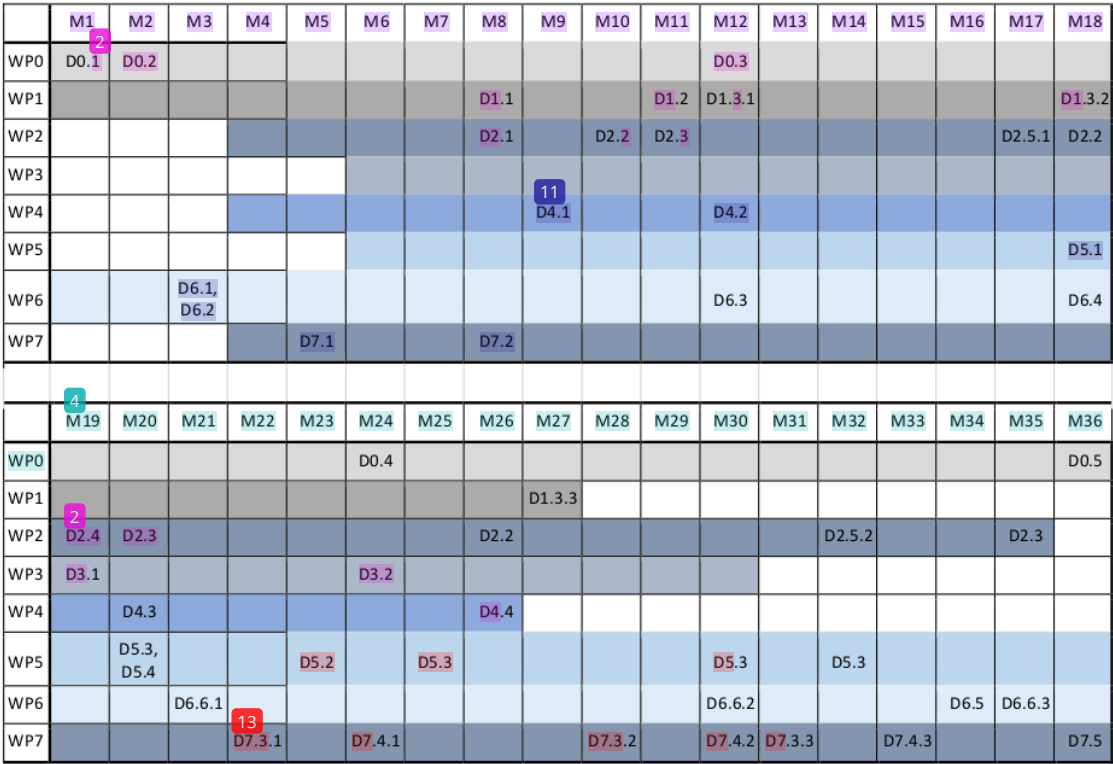 M1 M2 M3 M4 M5 M6 M7 M8 M9 M10 M11 M12 M13 M14 M15 M16 M17 M18
2
WP0 D0.1 D0.2 D0.3
WP1 D1.1 D1.2 D1.3.1 D1.3.2
WP2 D2.1 D2.2 D2.3 D2.5.1 D2.2
WP3
11
WP4 D4.1 D4.2
WP5 D5.1
D6.1,
WP6 D6.3 D6.4
D6.2
WP7 D7.1 D7.2
4
M19 M20 M21 M22 M23 M24 M25 M26 M27 M28 M29 M30 M31 M32 M33 M34 M35 M36
WP0 D0.4 D0.5
WP1 D1.3.3
2
WP2 D2.4 D2.3 D2.2 D2.5.2 D2.3
WP3 D3.1 D3.2
WP4 D4.3 D4.4
D5.3,
WP5 D5.2 D5.3 D5.3 D5.3
D5.4
WP6 D6.6.1 D6.6.2 D6.5 D6.6.3
13
WP7 D7.3.1 D7.4.1 D7.3.2 D7.4.2 D7.3.3 D7.4.3 D7.5